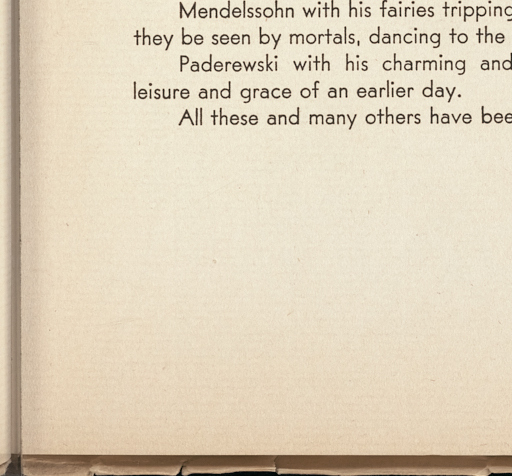 Mendelssohn with his fairies tripping
they be seen by mortals, dancing to the
Paderewski with his charming and
leisure and grace of an earlier day.
All these and many others have bee